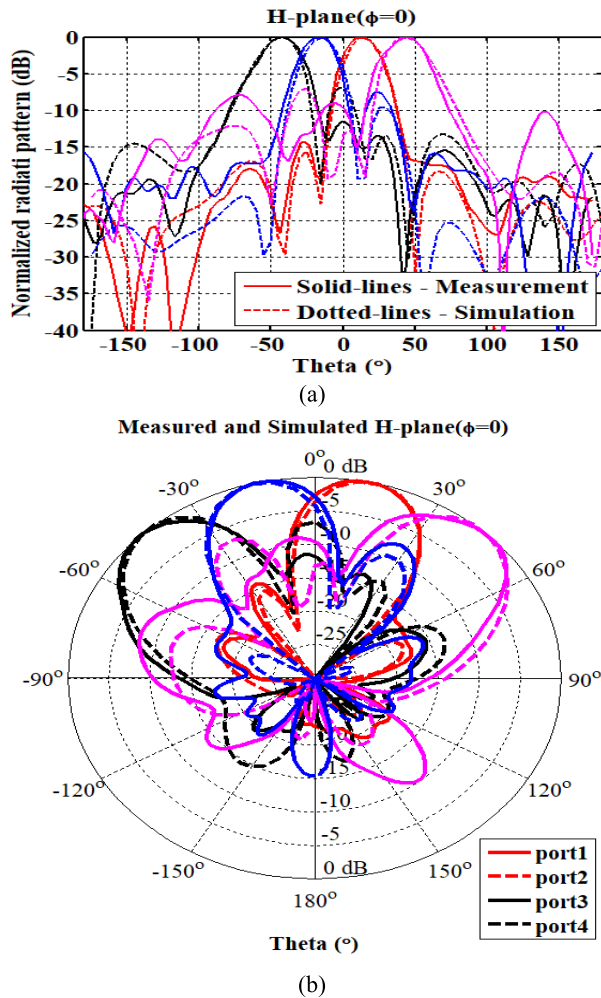 H-plane(ϕ=0)
Normalized radiati pattern (dB)
0
-5
-10
-15
-20
-25
-30
-35
-40
Solid-lines - Measurement
Dotted-lines - Simulation
-150 -100 -50 0 50 100 150
Theta (°)
(a)
Measured and Simulated H-plane(ϕ=0)
0° 0 dB
-30° -5 30°
-60° 60°
-25
-90° 90°
-15
-120° -10 120°
-5
-150° 0 dB 150°
180°
port1
port2
port3
port4
Theta (°)
(b)